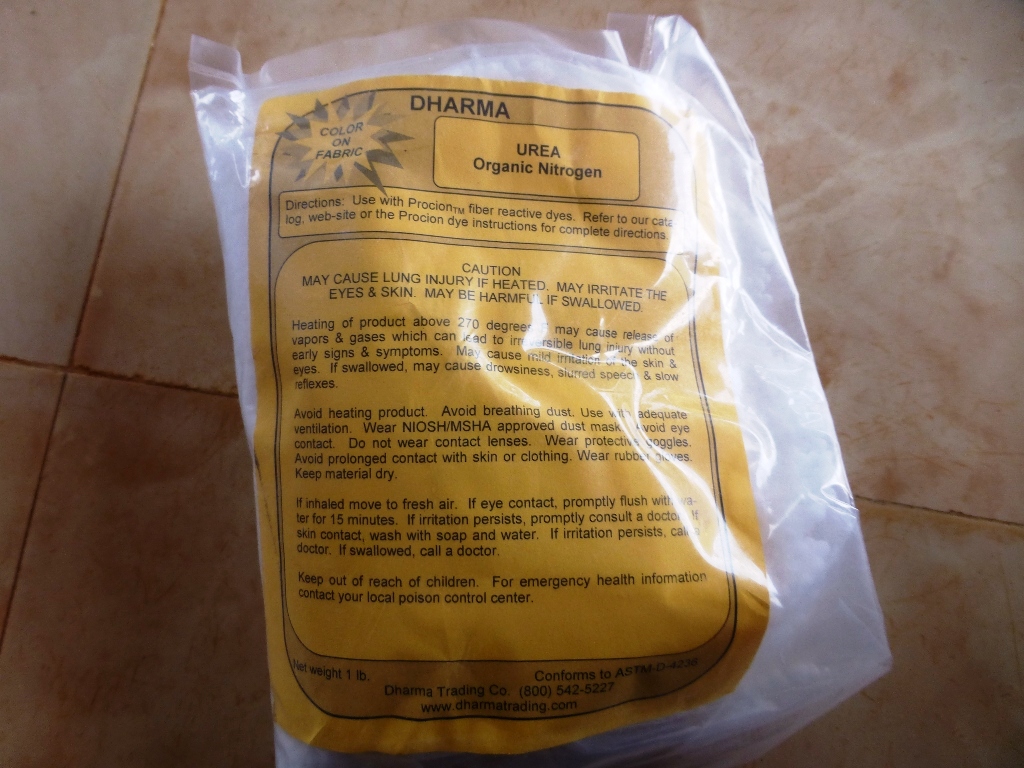 DHARMA
COLOR
ON
FABRIC
UREA
Organic Nitrogen
Directions: Use with Procion™ fiber reactive dyes. Refer to our cata-
log, web-site or the Procion dye instructions for complete directions.
CAUTION
MAY CAUSE LUNG INJURY IF HEATED. MAY IRRITATE THE
EYES & SKIN. MAY BE HARMFUL IF SWALLOWED.
Heating of product above 270 degrees may cause release of
vapors & gases which can lead to irreversible lung injury without
early signs & symptoms. May cause mild irritation of the skin &
eyes. If swallowed, may cause drowsiness, slurred speech & slow
reflexes.
Avoid heating product. Avoid breathing dust. Use with adequate
ventilation. Wear NIOSH/MSHA approved dust mask. Avoid eye
contact. Do not wear contact lenses. Wear protective goggles.
Avoid prolonged contact with skin or clothing. Wear rubber gloves.
Keep material dry.
If inhaled move to fresh air. If eye contact, promptly flush with wa-
ter for 15 minutes. If irritation persists, promptly consult a doctor. If
skin contact, wash with soap and water. If irritation persists, call a
doctor. If swallowed, call a doctor.
Keep out of reach of children. For emergency health information
contact your local poison control center.
Net weight 1 lb.
Conforms to ASTM-D-4236
Dharma Trading Co. (800) 542-5227
www.dharmatrading.com